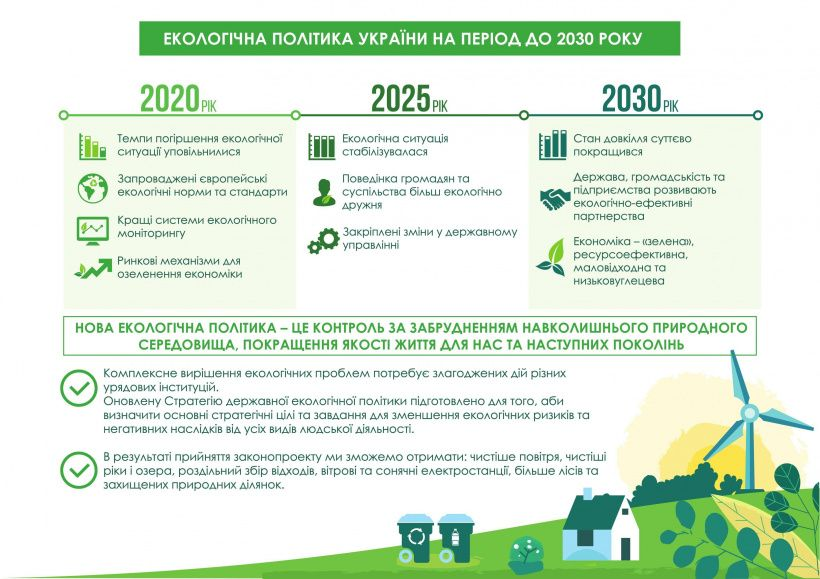 ЕКОЛОГІЧНА ПОЛІТИКА УКРАЇНИ НА ПЕРІОД ДО 2030 РОКУ
2020 РІК
Темпи погіршення екологічної
ситуації уповільнилися
Запроваджені європейські
екологічні норми та стандарти
Кращі системи екологічного
моніторингу
Ринкові механізми для
озеленення економіки
2025 РІК
Екологічна ситуація
стабілізувалася
Поведінка громадян та
суспільства більш екологічно
дружня
Закріплені зміни у державному
управлінні
2030 РІК
Стан довкілля суттєво
покращився
Держава, громадськість та
підприємства розвивають
екологічно-ефективні
партнерства
Економіка – «зелена»,
ресурсоефективна,
маловідходна та
низьковуглецева
НОВА ЕКОЛОГІЧНА ПОЛІТИКА – ЦЕ КОНТРОЛЬ ЗА ЗАБРУДНЕННЯМ НАВКОЛИШНЬОГО ПРИРОДНОГО
СЕРЕДОВИЩА, ПОКРАЩЕННЯ ЯКОСТІ ЖИТТЯ ДЛЯ НАС ТА НАСТУПНИХ ПОКОЛІНЬ
Комплексне вирішення екологічних проблем потребує злагоджених дій різних
урядових інституцій.
Оновлену Стратегію державної екологічної політики підготовлено для того, аби
визначити основні стратегічні цілі та завдання для зменшення екологічних ризиків та
негативних наслідків від усіх видів людської діяльності.
В результаті прийняття законопроекту ми зможемо отримати: чистіше повітря, чистіші
ріки і озера, роздільний збір відходів, вітрові та сонячні електростанції, більше лісів та
захищених природних ділянок.